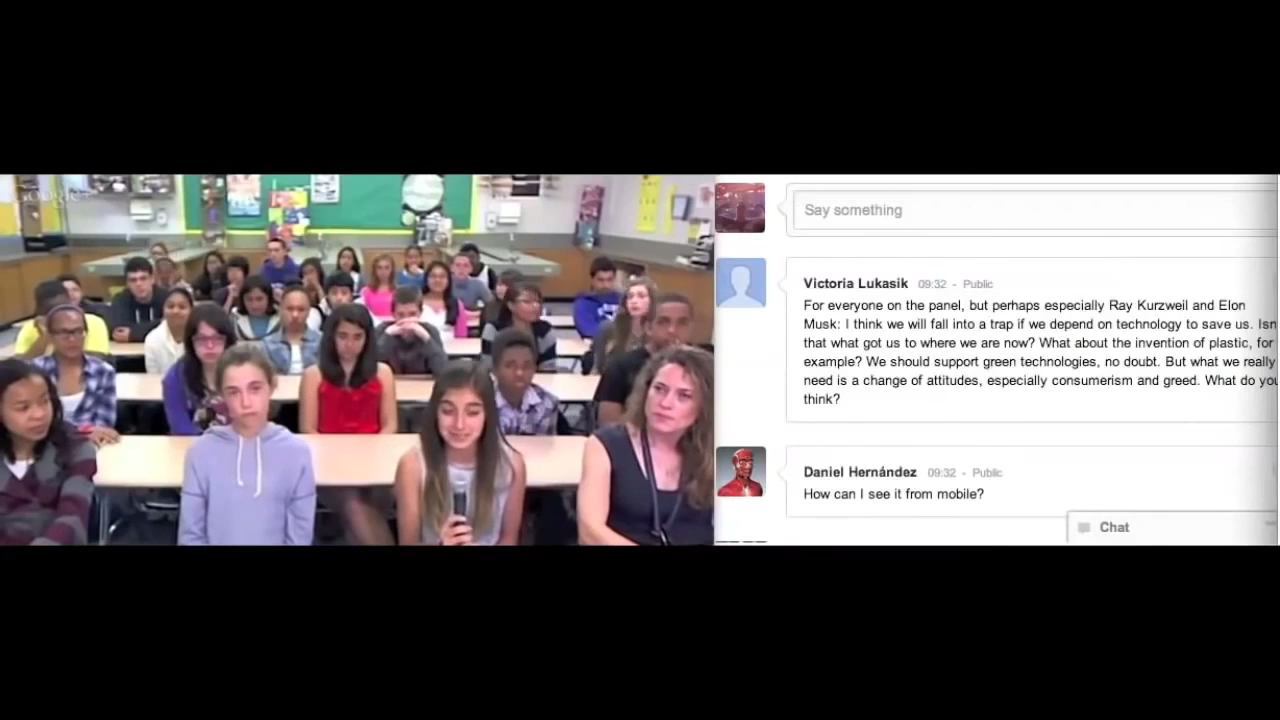 Google+
Say something
Victoria Lukasik 09:32 - Public
For everyone on the panel, but perhaps especially Ray Kurzweil and Elon
Musk: I think we will fall into a trap if we depend on technology to save us. Isn
that what got us to where we are now? What about the invention of plastic, for
example? We should support green technologies, no doubt. But what we really
need is a change of attitudes, especially consumerism and greed. What do you
think?
Daniel Hernández 09:32 - Public
How can I see it from mobile?
Chat